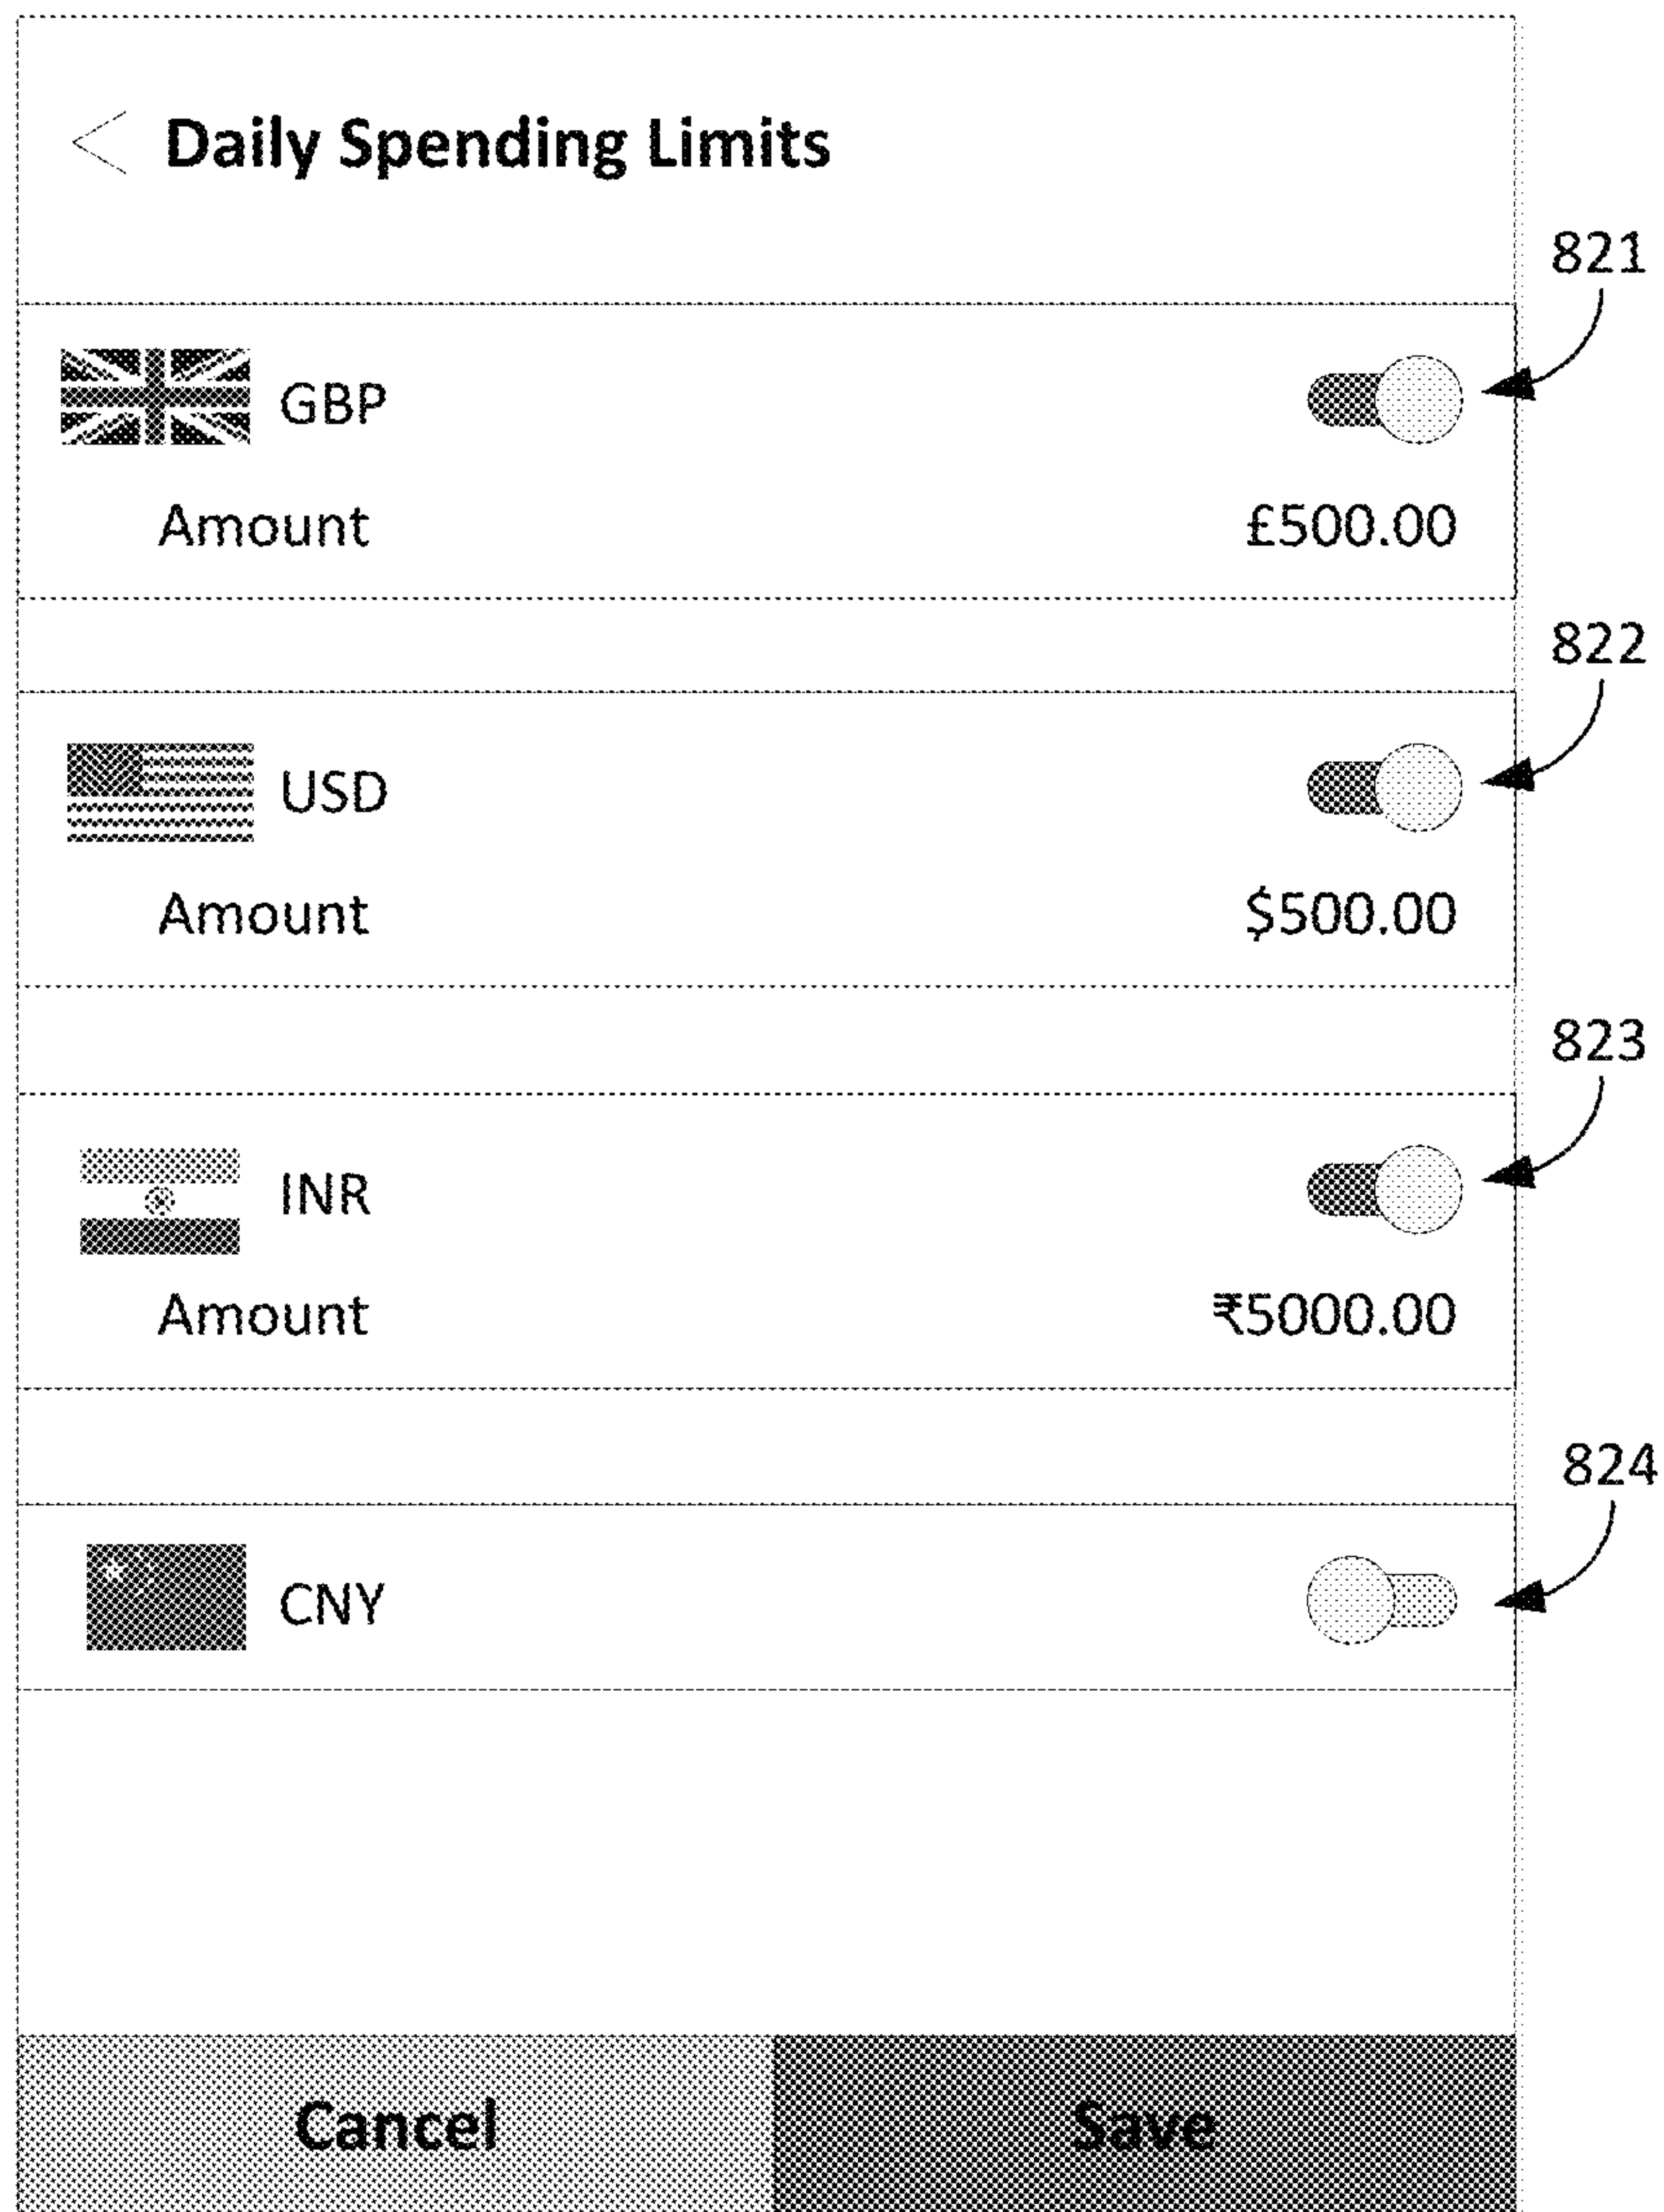 < Daily Spending Limits
821
GBP
Amount £500.00
822
USD
Amount $500.00
823
INR
Amount ₹5000.00
824
CNY
Cancel Save